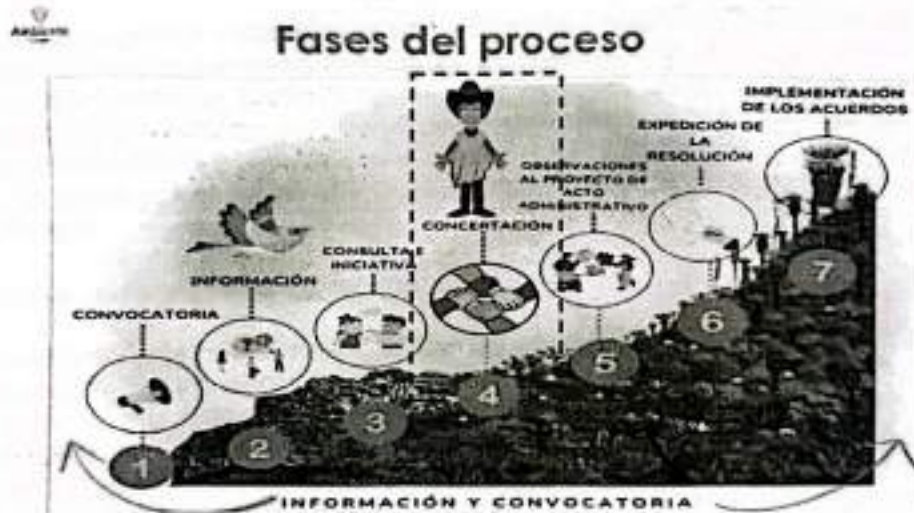 Ambiente
Fases del proceso
CONVOCATORIA
INFORMACIÓN
CONSULTA E
INICIATIVA
CONCERTACIÓN
OBSERVACIONES
AL PROYECTO DE
ACTO
ADMINISTRATIVO
EXPEDICIÓN DE
LA
RESOLUCIÓN
IMPLEMENTACIÓN
DE LOS ACUERDOS
1
2
3
4
5
6
7
INFORMACIÓN Y CONVOCATORIA